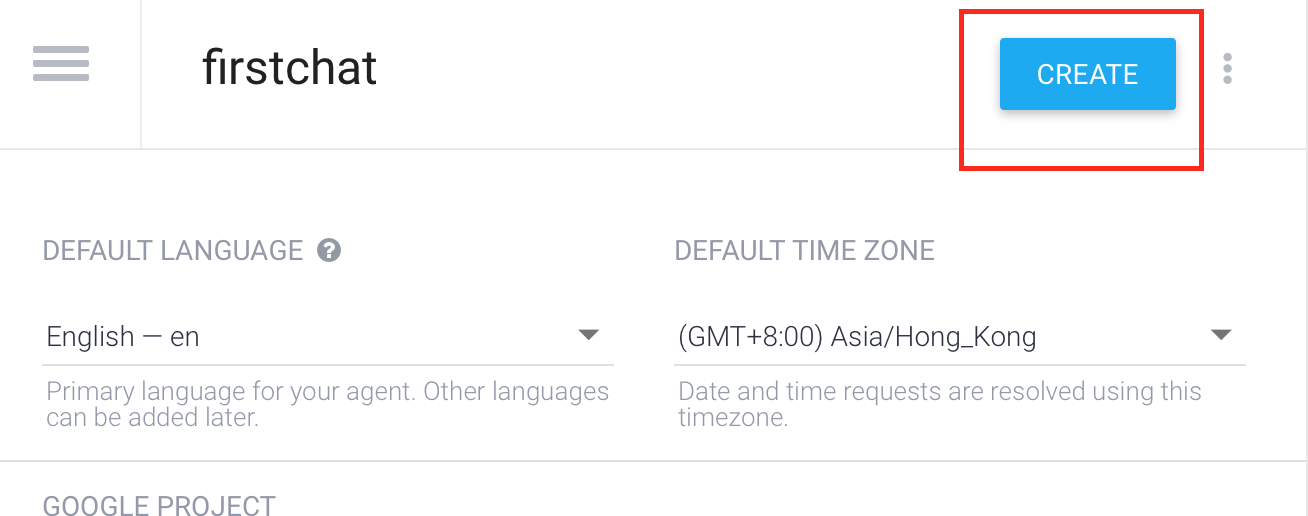 firstchat
CREATE
DEFAULT LANGUAGE ?
DEFAULT TIME ZONE
English — en
(GMT+8:00) Asia/Hong_Kong
Primary language for your agent. Other languages
can be added later.
Date and time requests are resolved using this
timezone.
GOOGLE PROJECT